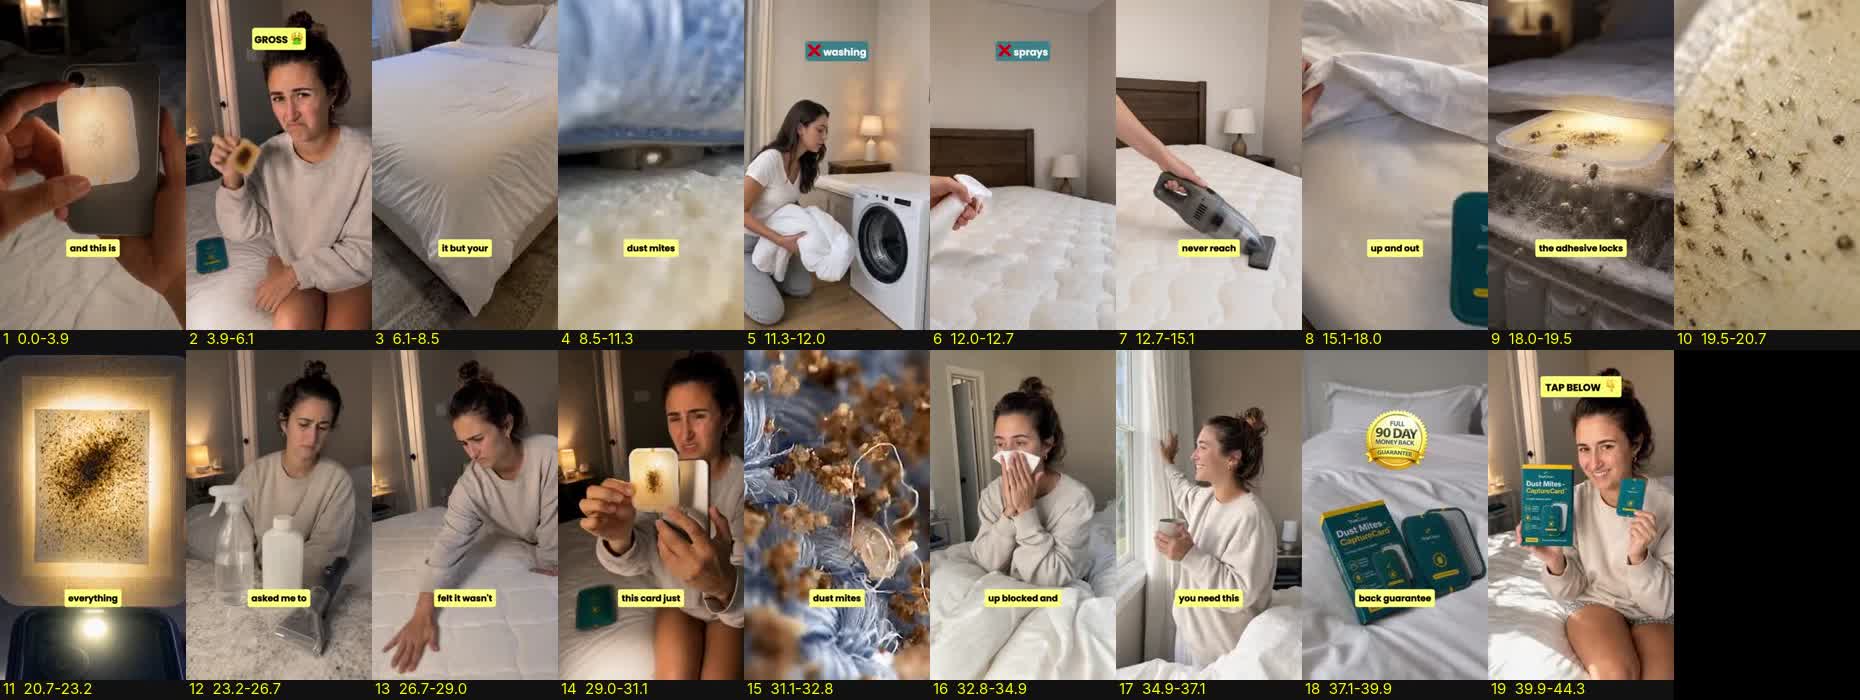 and this is
1 0.0-3.9
GROSS
2 3.9-6.1
it but your
3 6.1-8.5
dust mites
4 8.5-11.3
washing
5 11.3-12.0
sprays
6 12.0-12.7
never reach
7 12.7-15.1
up and out
8 15.1-18.0
the adhesive locks
9 18.0-19.5
10 19.5-20.7
everything
11 20.7-23.2
asked me to
12 23.2-26.7
felt it wasn't
13 26.7-29.0
this card just
14 29.0-31.1
dust mites
15 31.1-32.8
up blocked and
16 32.8-34.9
you need this
17 34.9-37.1
FULL
90 DAY
MONEY BACK
GUARANTEE
Dust Mites -
CaptureCard
back guarantee
18 37.1-39.9
TAP BELOW
Dust Mites -
CaptureCard
19 39.9-44.3